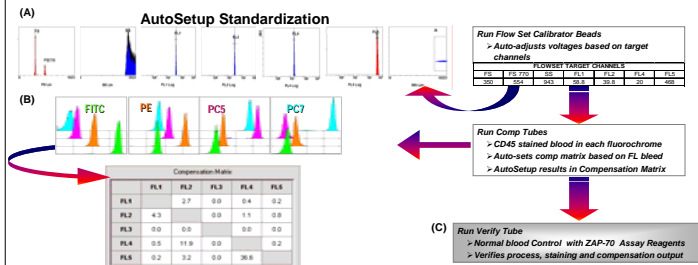 (A)
AutoSetup Standardization
Run Flow Set Calibrator Beads
➢Auto-adjusts voltages based on target
channels
FLOWSET TARGET CHANNELS
FS FS 770 SS FL1 FL2 FL4 FL5
350 554 943 58.8 39.8 20 468
(B)
FITC PE PC5 PC7
Run Comp Tubes
➢CD45 stained blood in each fluorochrome
➢Auto-sets comp matrix based on FL bleed
➢AutoSetup results in Compensation Matrix
Compensation Matrix
FL1 FL2 FL3 FL4 FL5
FL1 2.7 0.0 0.4 0.2
FL2 4.3 0.0 1.1 0.8
FL3 0.0 0.0 0.0 0.0
FL4 0.5 11.9 0.0 0.2
FL5 0.2 3.2 0.0 36.6
(C)
Run Verify Tube
➢Normal blood Control with ZAP-70 Assay Reagents
➢Verifies process, staining and compensation output